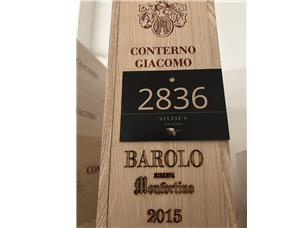 CONTERNO
GIACOMO
2836
SYLVIE'S
BAROLO
RISERVA
Monfortino
2015